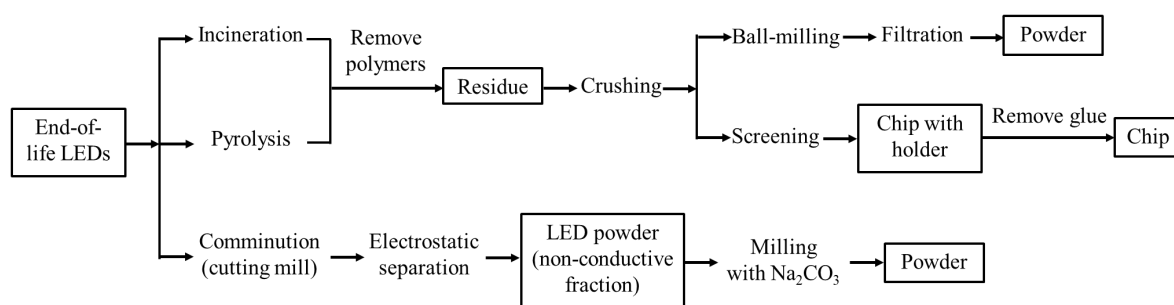 Incineration
Remove
polymers
Ball-milling
Filtration
Powder
Residue
Crushing
End-of-
life LEDs
Pyrolysis
Screening
Chip with
holder
Remove glue
Chip
Comminution
(cutting mill)
Electrostatic
separation
LED powder
(non-conductive
fraction)
Milling
with Na₂CO₃
Powder